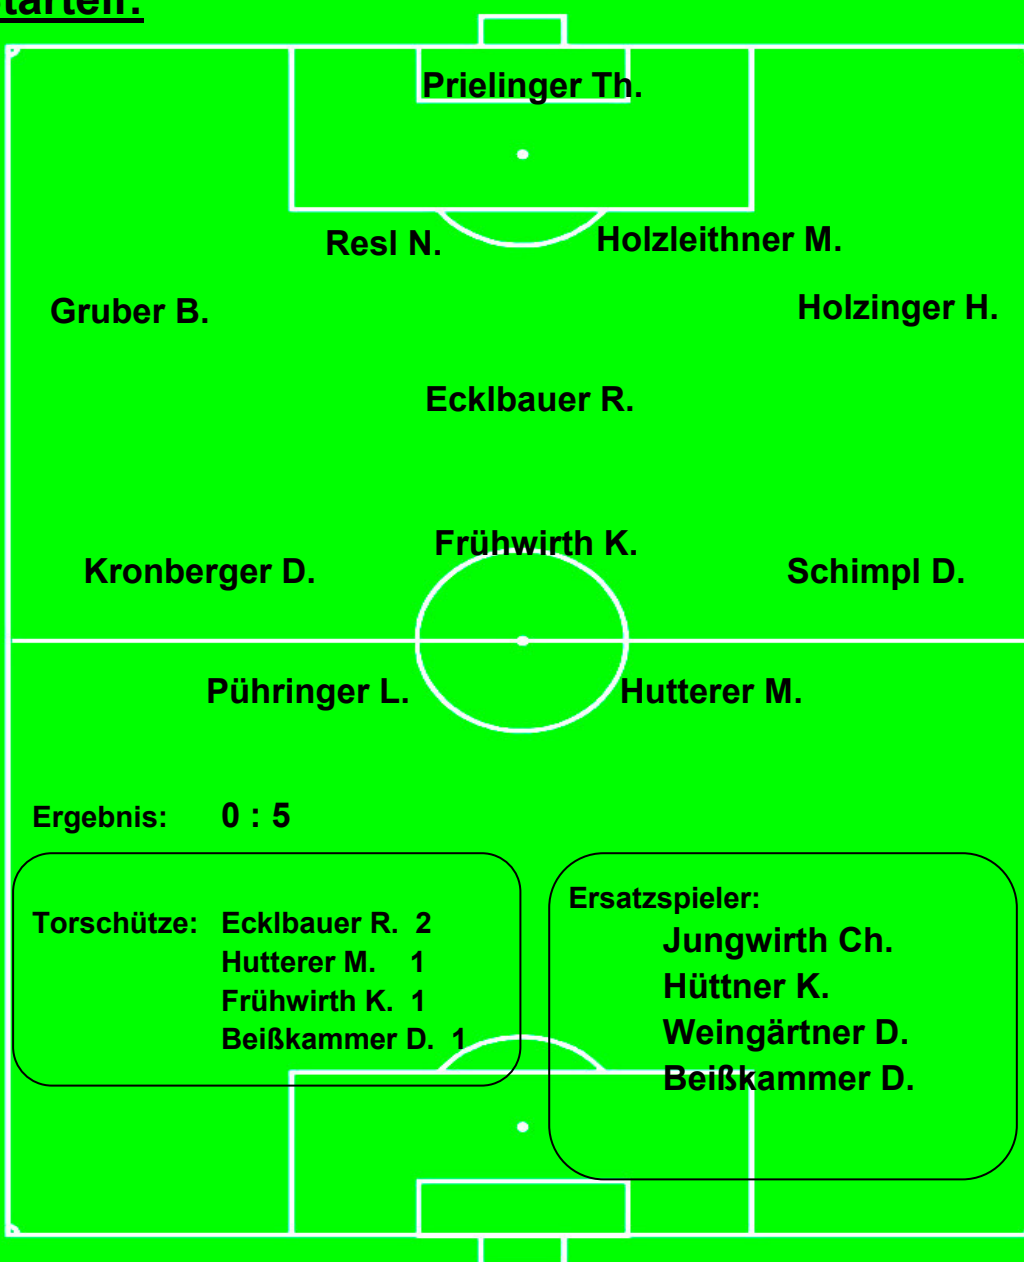 Startelf:
Prielinger Th.
Resl N.
Holzleithner M.
Gruber B.
Holzinger H.
Ecklbauer R.
Frühwirth K.
Kronberger D.
Schimpl D.
Pühringer L.
Hutterer M.
Ergebnis: 0 : 5
Torschütze: Ecklbauer R. 2
Hutterer M. 1
Frühwirth K. 1
Beißkammer D. 1
Ersatzspieler:
Jungwirth Ch.
Hüttner K.
Weingärtner D.
Beißkammer D.